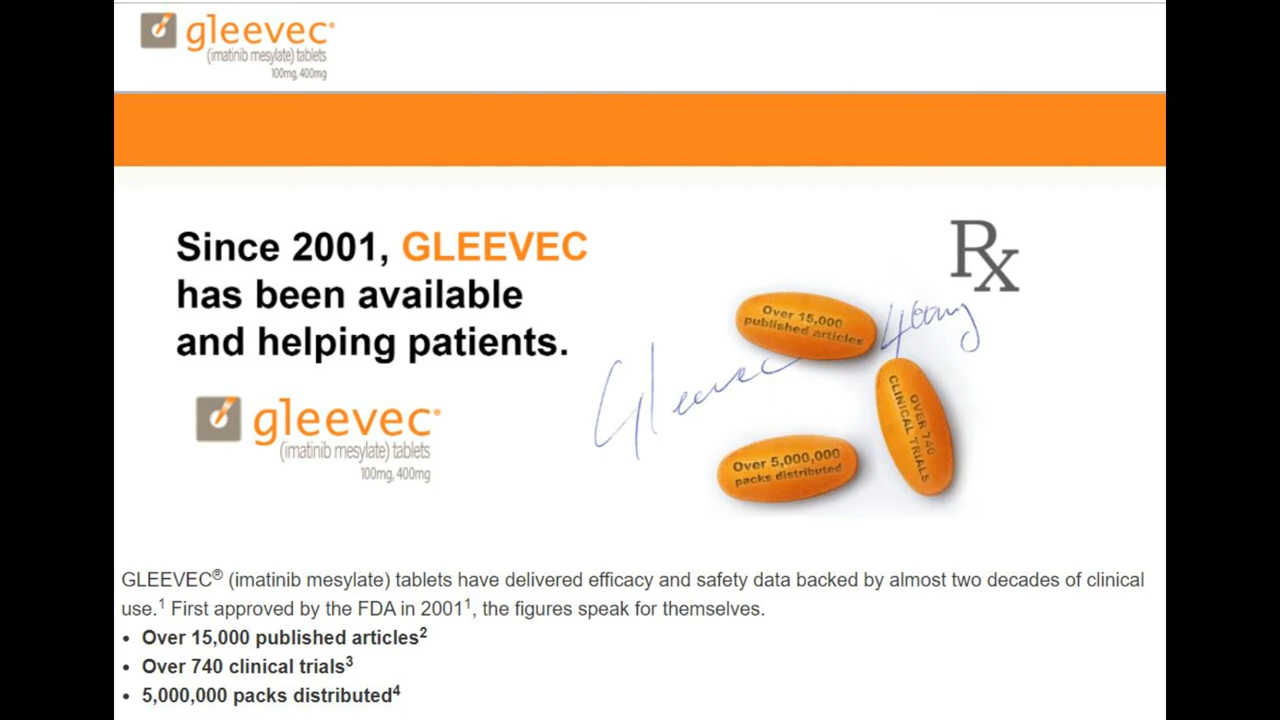 gleevec®
(imatinib mesylate) tablets
100mg, 400mg
Since 2001, GLEEVEC
has been available
and helping patients.
gleevec®
(imatinib mesylate) tablets
100mg, 400mg
Rx
Gleevec 400mg
Over 15,000
published articles
OVER 740
CLINICAL TRIALS
Over 5,000,000
packs distributed
GLEEVEC® (imatinib mesylate) tablets have delivered efficacy and safety data backed by almost two decades of clinical
use.¹ First approved by the FDA in 2001¹, the figures speak for themselves.
• Over 15,000 published articles²
• Over 740 clinical trials³
• 5,000,000 packs distributed⁴